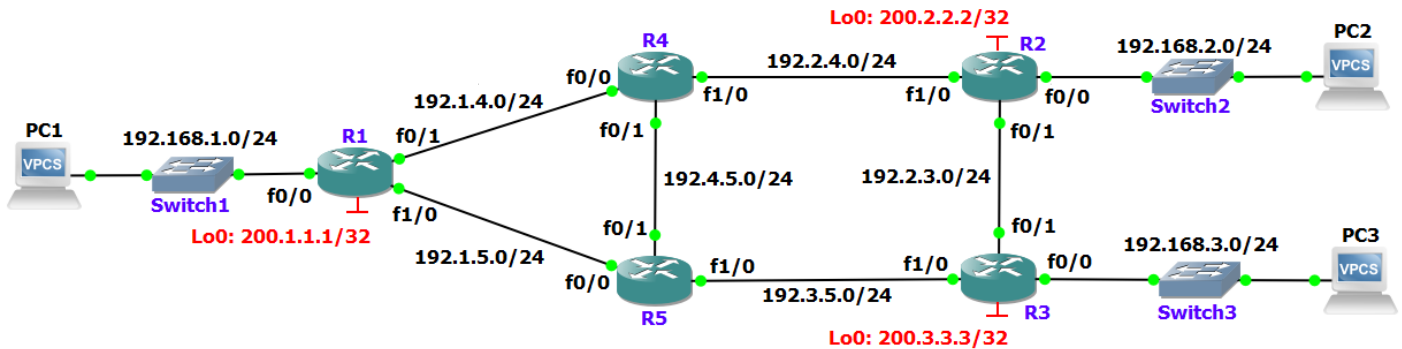 Lo0: 200.2.2.2/32
R4
R2
192.168.2.0/24
PC2
192.2.4.0/24
VPCS
f0/0
f1/0
f1/0
f0/0
Switch2
192.1.4.0/24
PC1
192.168.1.0/24
R1
f0/1
f0/1
f0/1
VPCS
192.4.5.0/24
192.2.3.0/24
Switch1
f0/0
f1/0
Lo0: 200.1.1.1/32
f0/1
f0/1
192.168.3.0/24
PC3
192.1.5.0/24
f0/0
f1/0
f1/0
f0/0
VPCS
192.3.5.0/24
R5
R3
Switch3
Lo0: 200.3.3.3/32